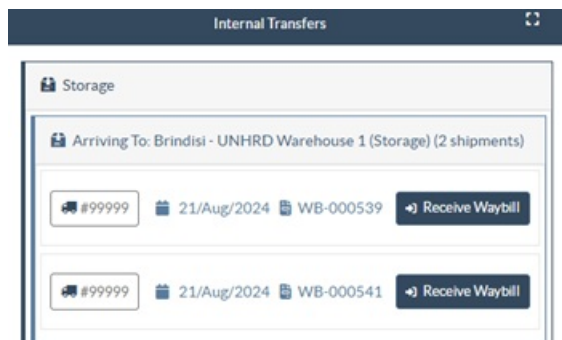 Internal Transfers
Storage
Arriving To: Brindisi - UNHRD Warehouse 1 (Storage) (2 shipments)
#99999 21/Aug/2024 WB-000539 Receive Waybill
#99999 21/Aug/2024 WB-000541 Receive Waybill